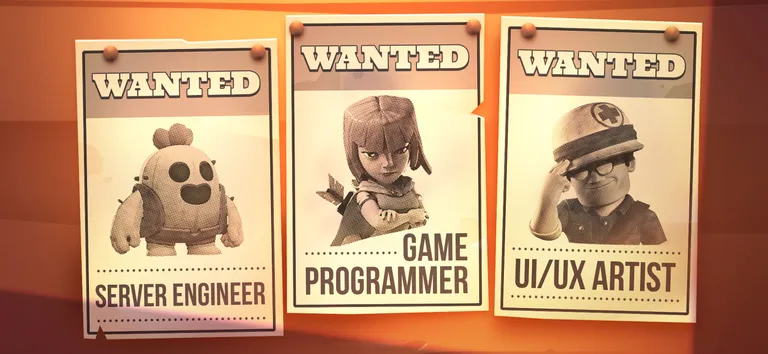 WANTED
SERVER ENGINEER
WANTED
GAME
PROGRAMMER
WANTED
UI/UX ARTIST